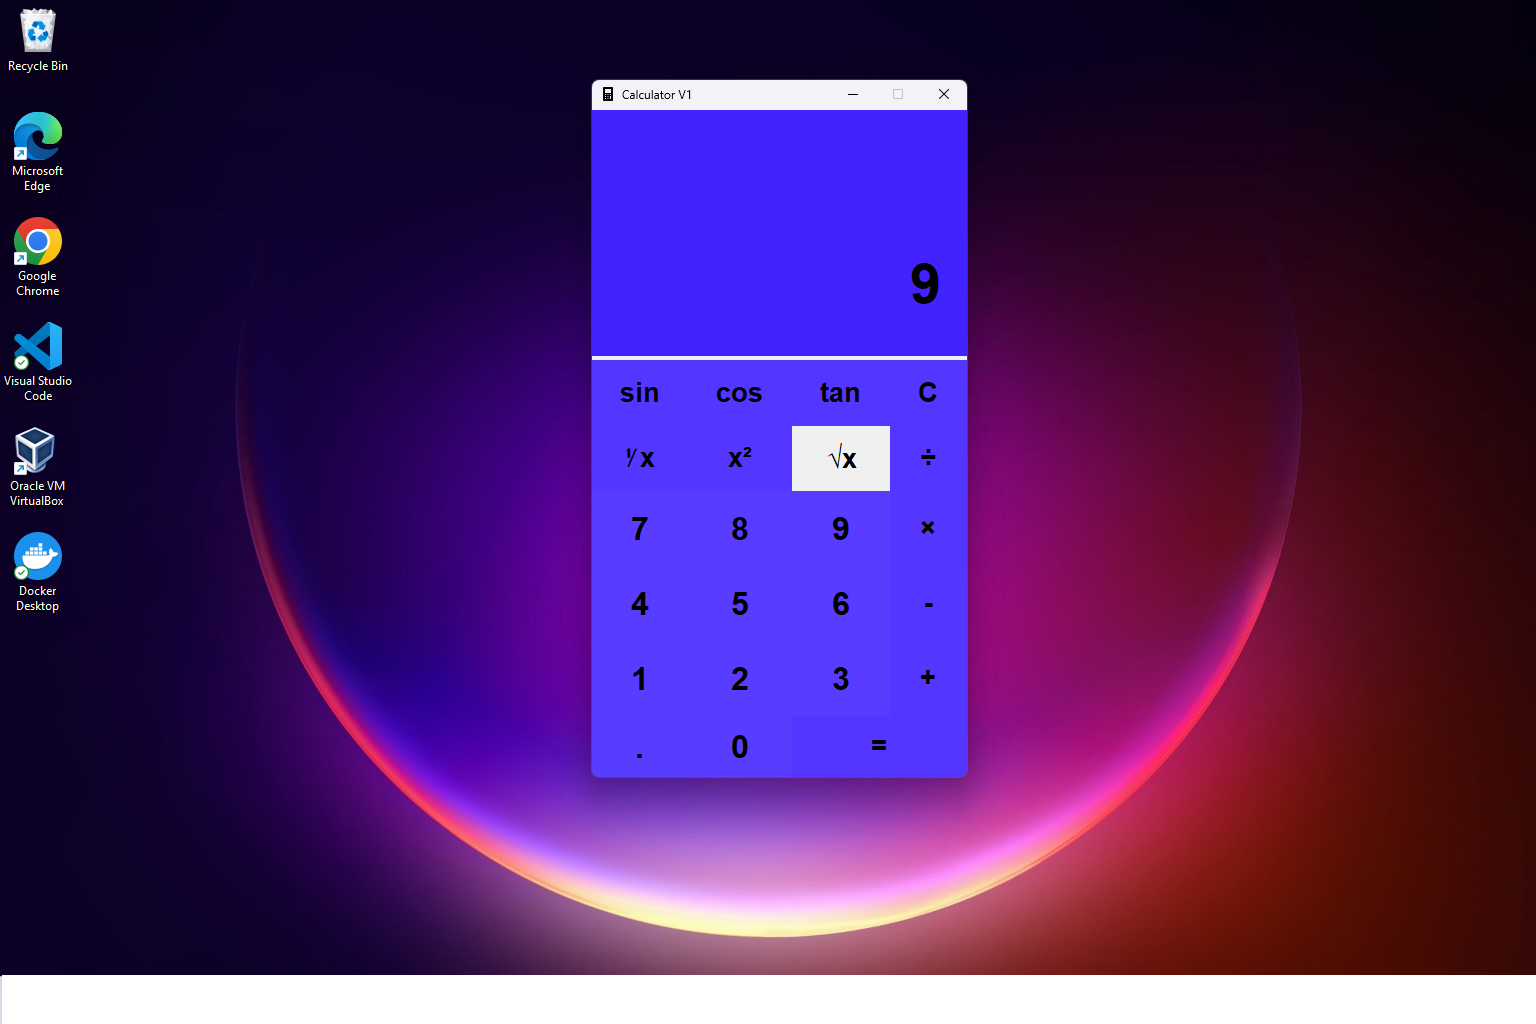 Recycle Bin
Microsoft
Edge
Google
Chrome
Visual Studio
Code
Oracle VM
VirtualBox
Docker
Desktop
Calculator V1
9
sin cos tan C
¹⁄x x² √x ÷
7 8 9 ×
4 5 6 -
1 2 3 +
. 0 =